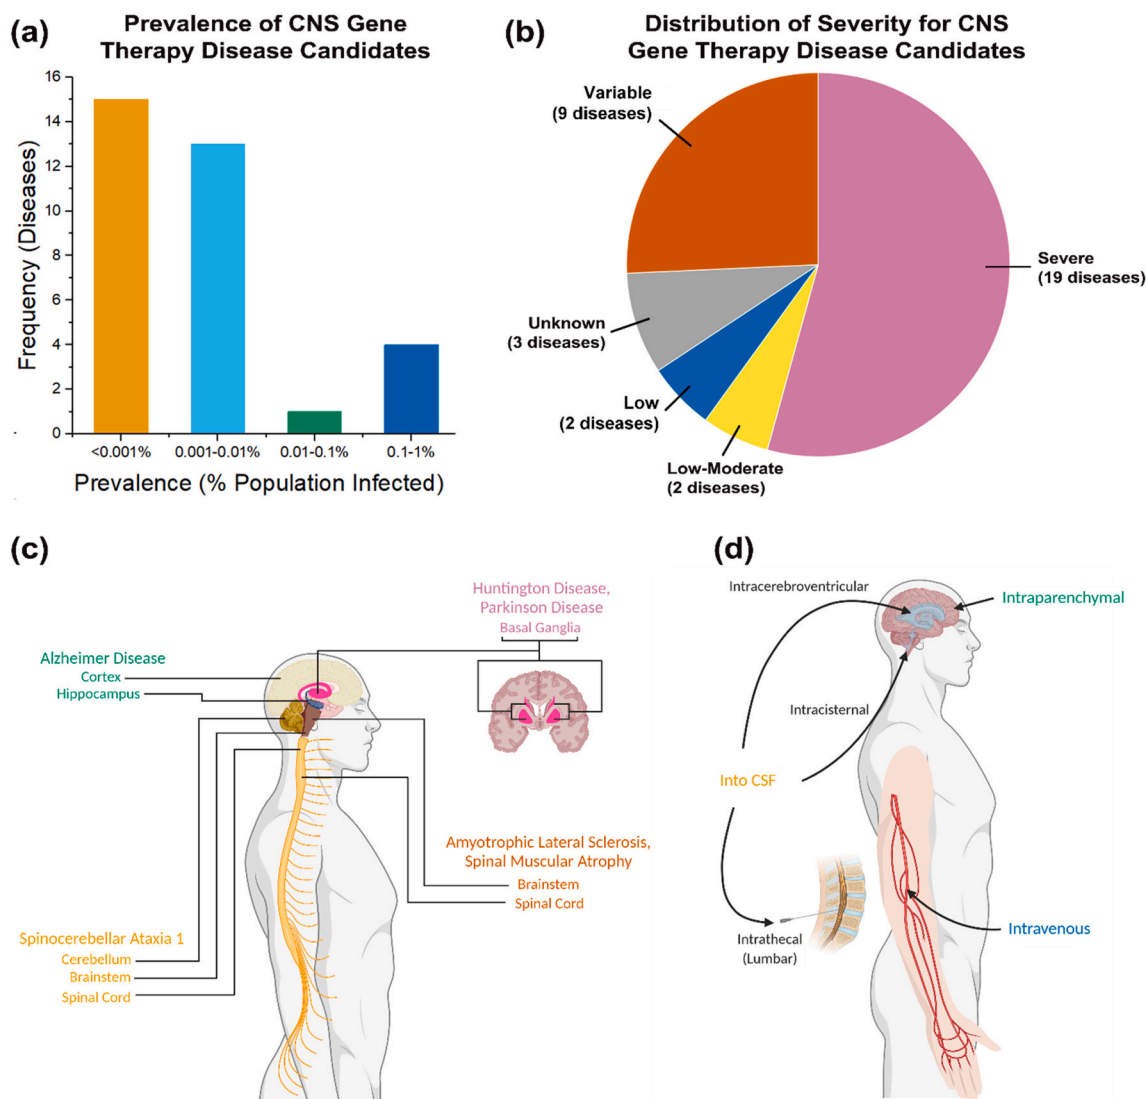 (a)
Prevalence of CNS Gene
Therapy Disease Candidates
Frequency (Diseases)
16
14
12
10
8
6
4
2
0
<0.001%
0.001-0.01%
0.01-0.1%
0.1-1%
Prevalence (% Population Infected)
(b)
Distribution of Severity for CNS
Gene Therapy Disease Candidates
Variable
(9 diseases)
Severe
(19 diseases)
Unknown
(3 diseases)
Low
(2 diseases)
Low-Moderate
(2 diseases)
(c)
Huntington Disease,
Parkinson Disease
Basal Ganglia
Alzheimer Disease
Cortex
Hippocampus
Amyotrophic Lateral Sclerosis,
Spinal Muscular Atrophy
Brainstem
Spinal Cord
Spinocerebellar Ataxia 1
Cerebellum
Brainstem
Spinal Cord
(d)
Intracerebroventricular
Intraparenchymal
Intracisternal
Into CSF
Intrathecal
(Lumbar)
Intravenous